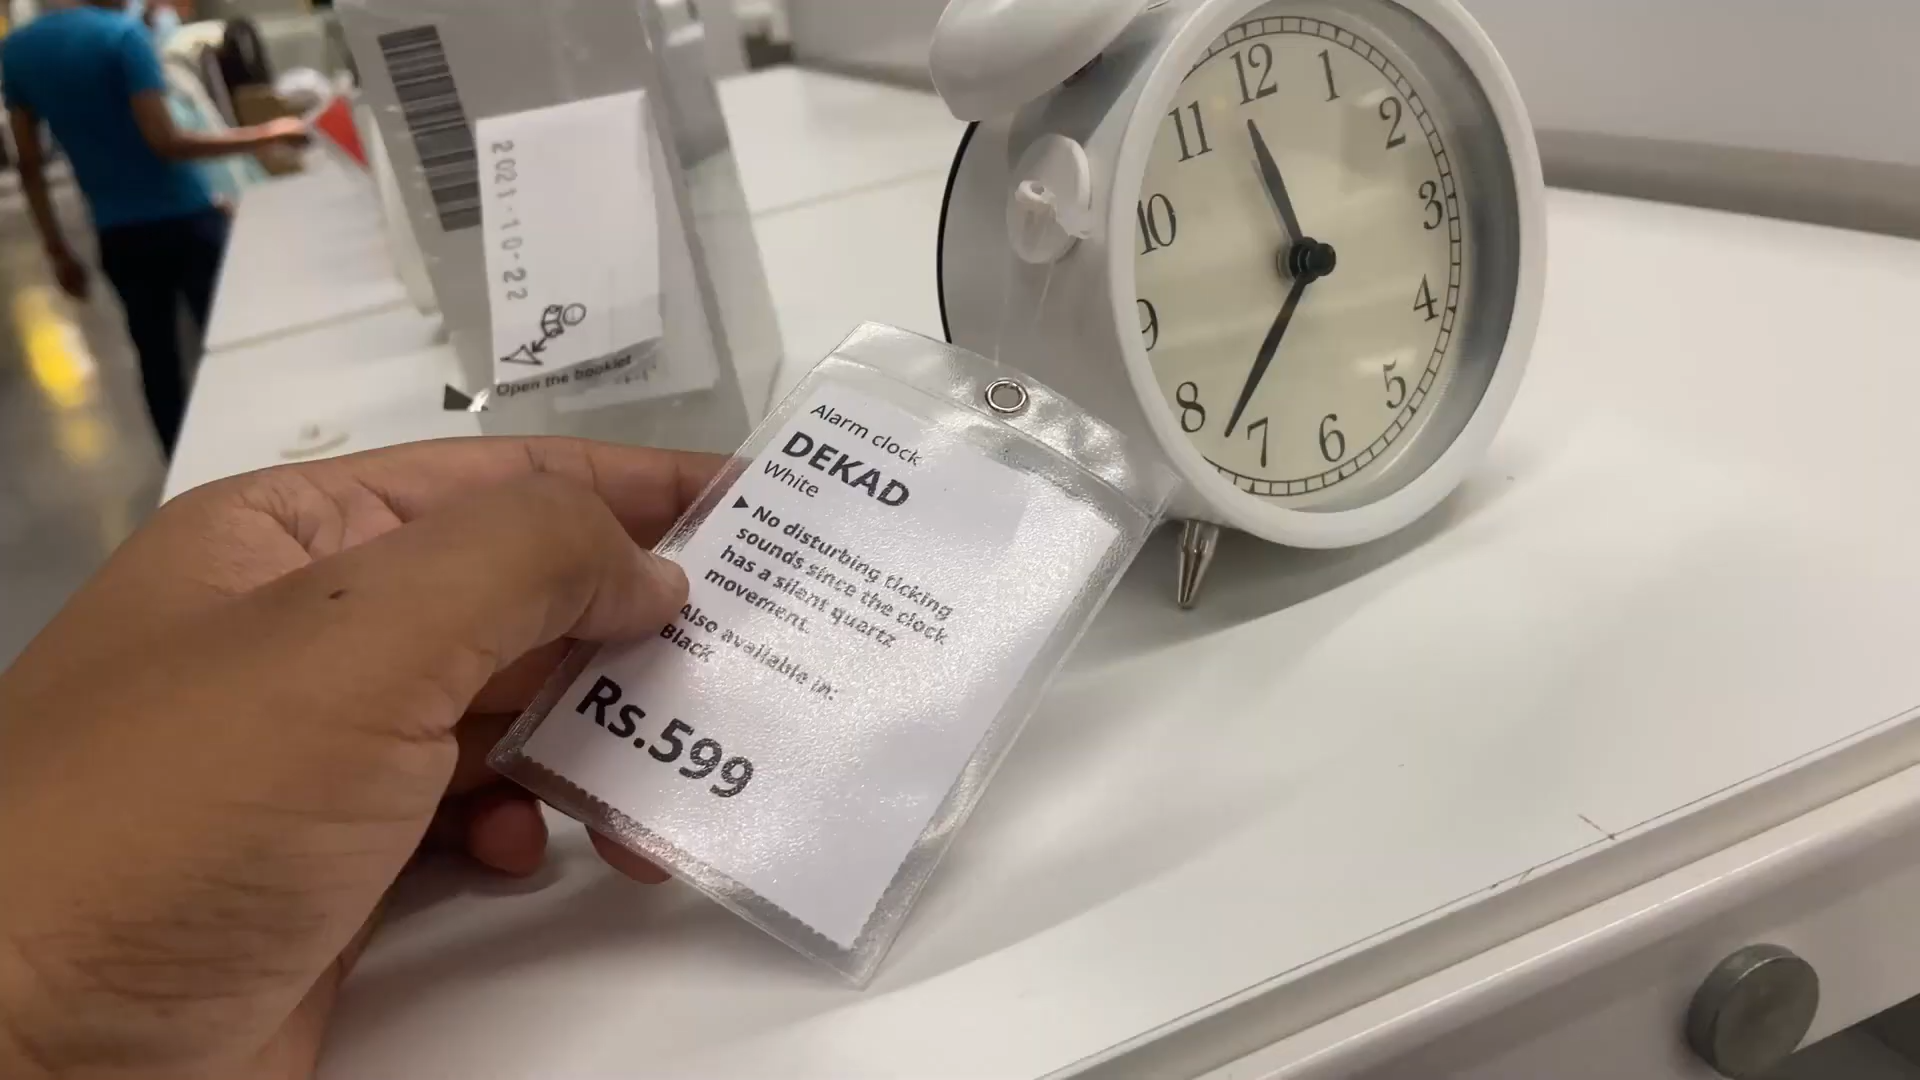 2021-10-22
Open the booklet
Alarm clock
DEKAD
White
▶ No disturbing ticking
sounds since the clock
has a silent quartz
movement.
Also available in:
Black
Rs.599
12
1
2
3
4
5
6
7
8
9
10
11